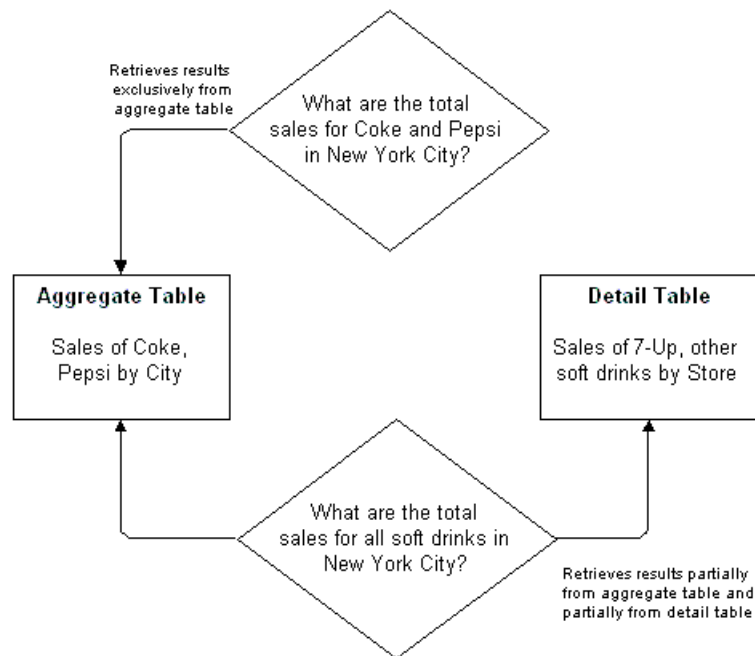 Retrieves results
exclusively from
aggregate table
What are the total
sales for Coke and Pepsi
in New York City?
Aggregate Table
Sales of Coke,
Pepsi by City
Detail Table
Sales of 7-Up, other
soft drinks by Store
What are the total
sales for all soft drinks in
New York City?
Retrieves results partially
from aggregate table and
partially from detail table